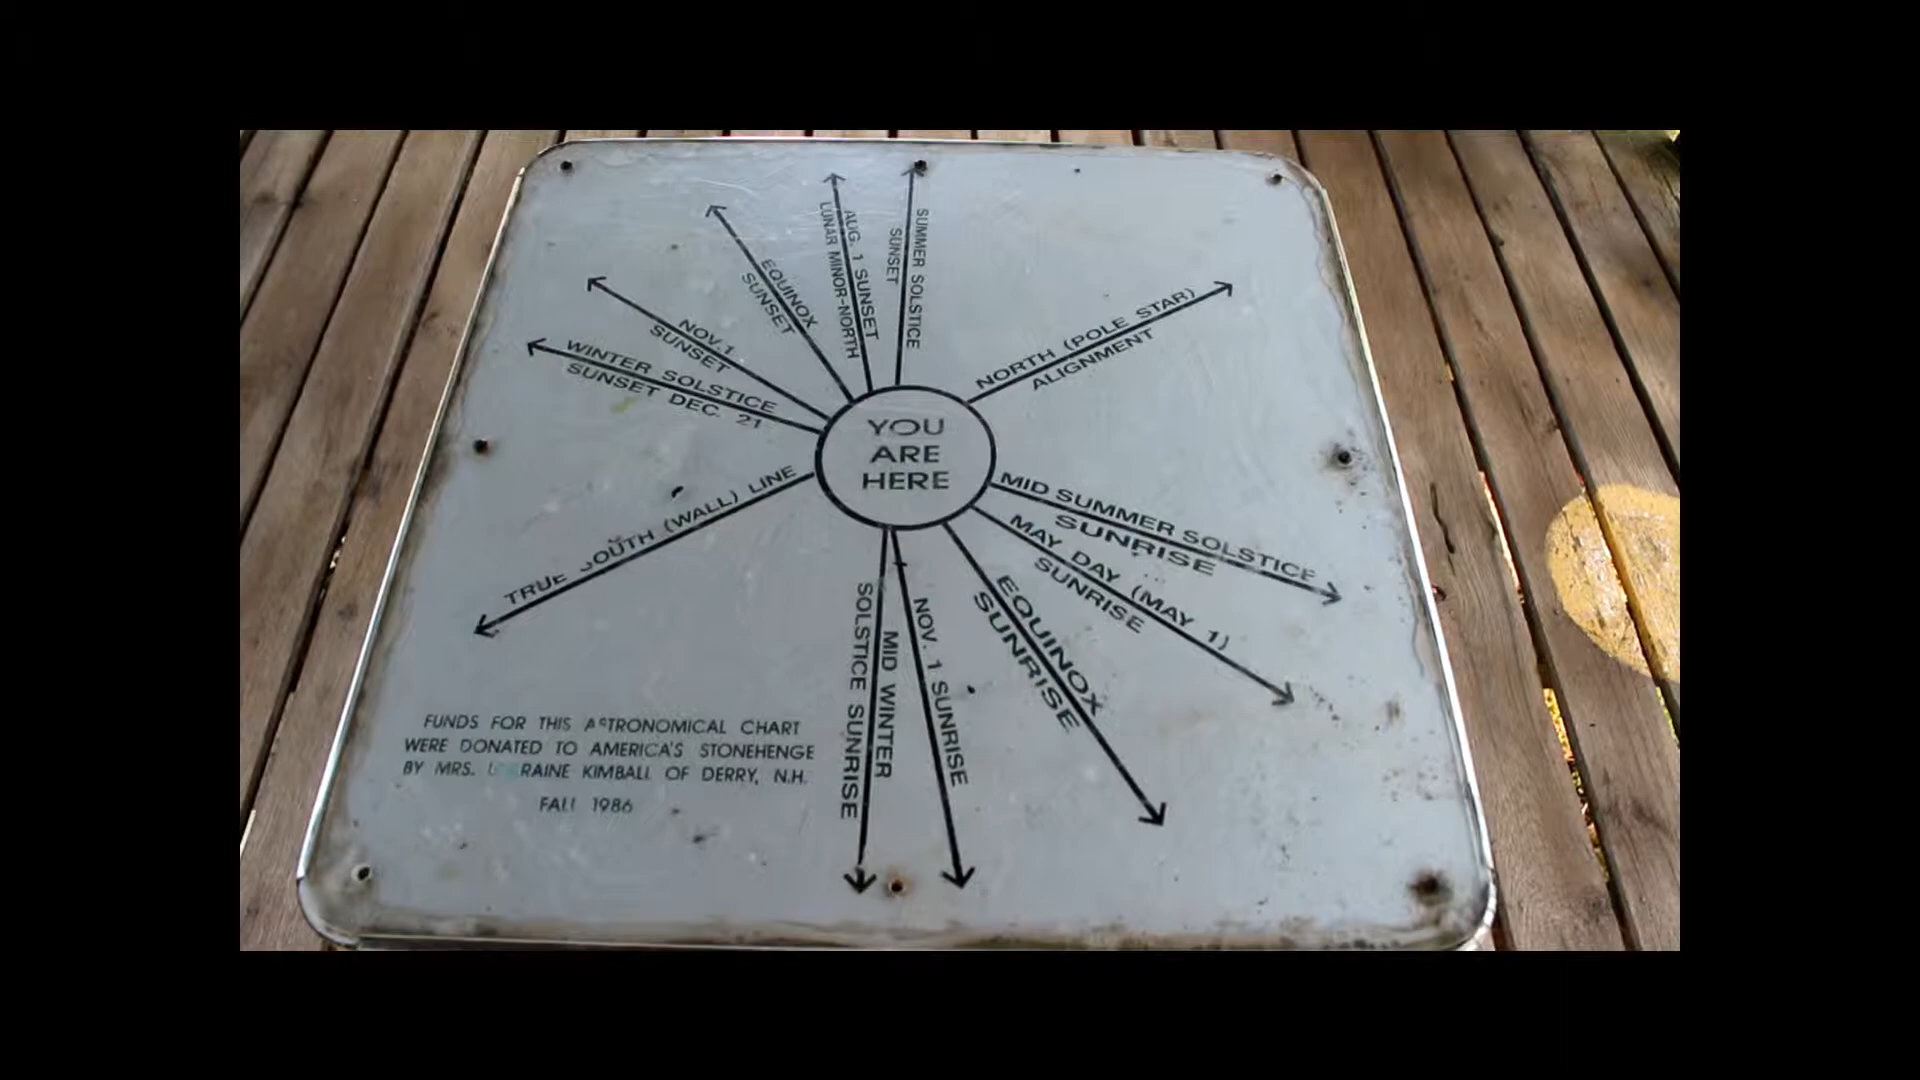 SUMMER SOLSTICE
SUNSET
AUG. 1 SUNSET
LUNAR MINOR-NORTH
EQUINOX
SUNSET
NOV. 1
SUNSET
WINTER SOLSTICE
SUNSET DEC. 21
NORTH (POLE STAR)
ALIGNMENT
YOU
ARE
HERE
TRUE SOUTH (WALL) LINE
MID SUMMER SOLSTICE
SUNRISE
MAY DAY (MAY 1)
SUNRISE
EQUINOX
SUNRISE
NOV. 1 SUNRISE
MID WINTER
SOLSTICE SUNRISE
FUNDS FOR THIS ASTRONOMICAL CHART
WERE DONATED TO AMERICA'S STONEHENGE
BY MRS. LORRAINE KIMBALL OF DERRY, N.H.
FALL 1986